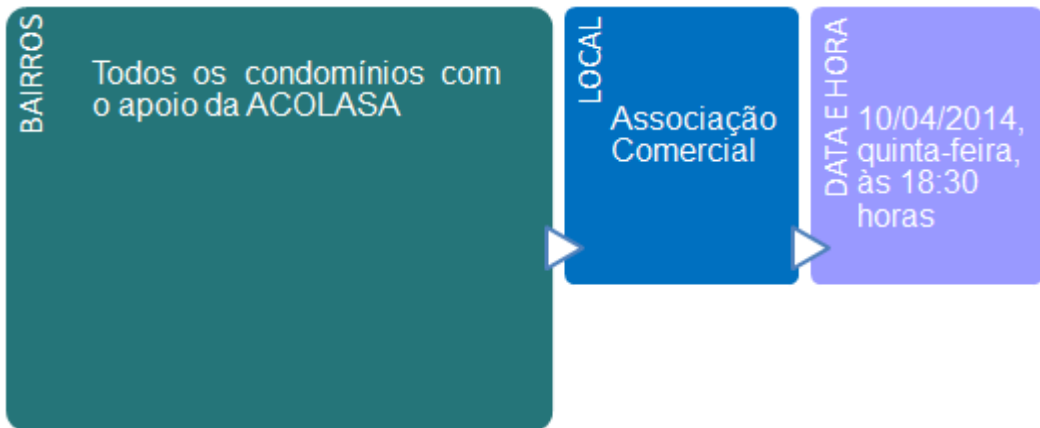 BAIRROS
Todos os condomínios com
o apoio da ACOLASA
LOCAL
Associação
Comercial
DATA E HORA
10/04/2014,
quinta-feira,
às 18:30
horas